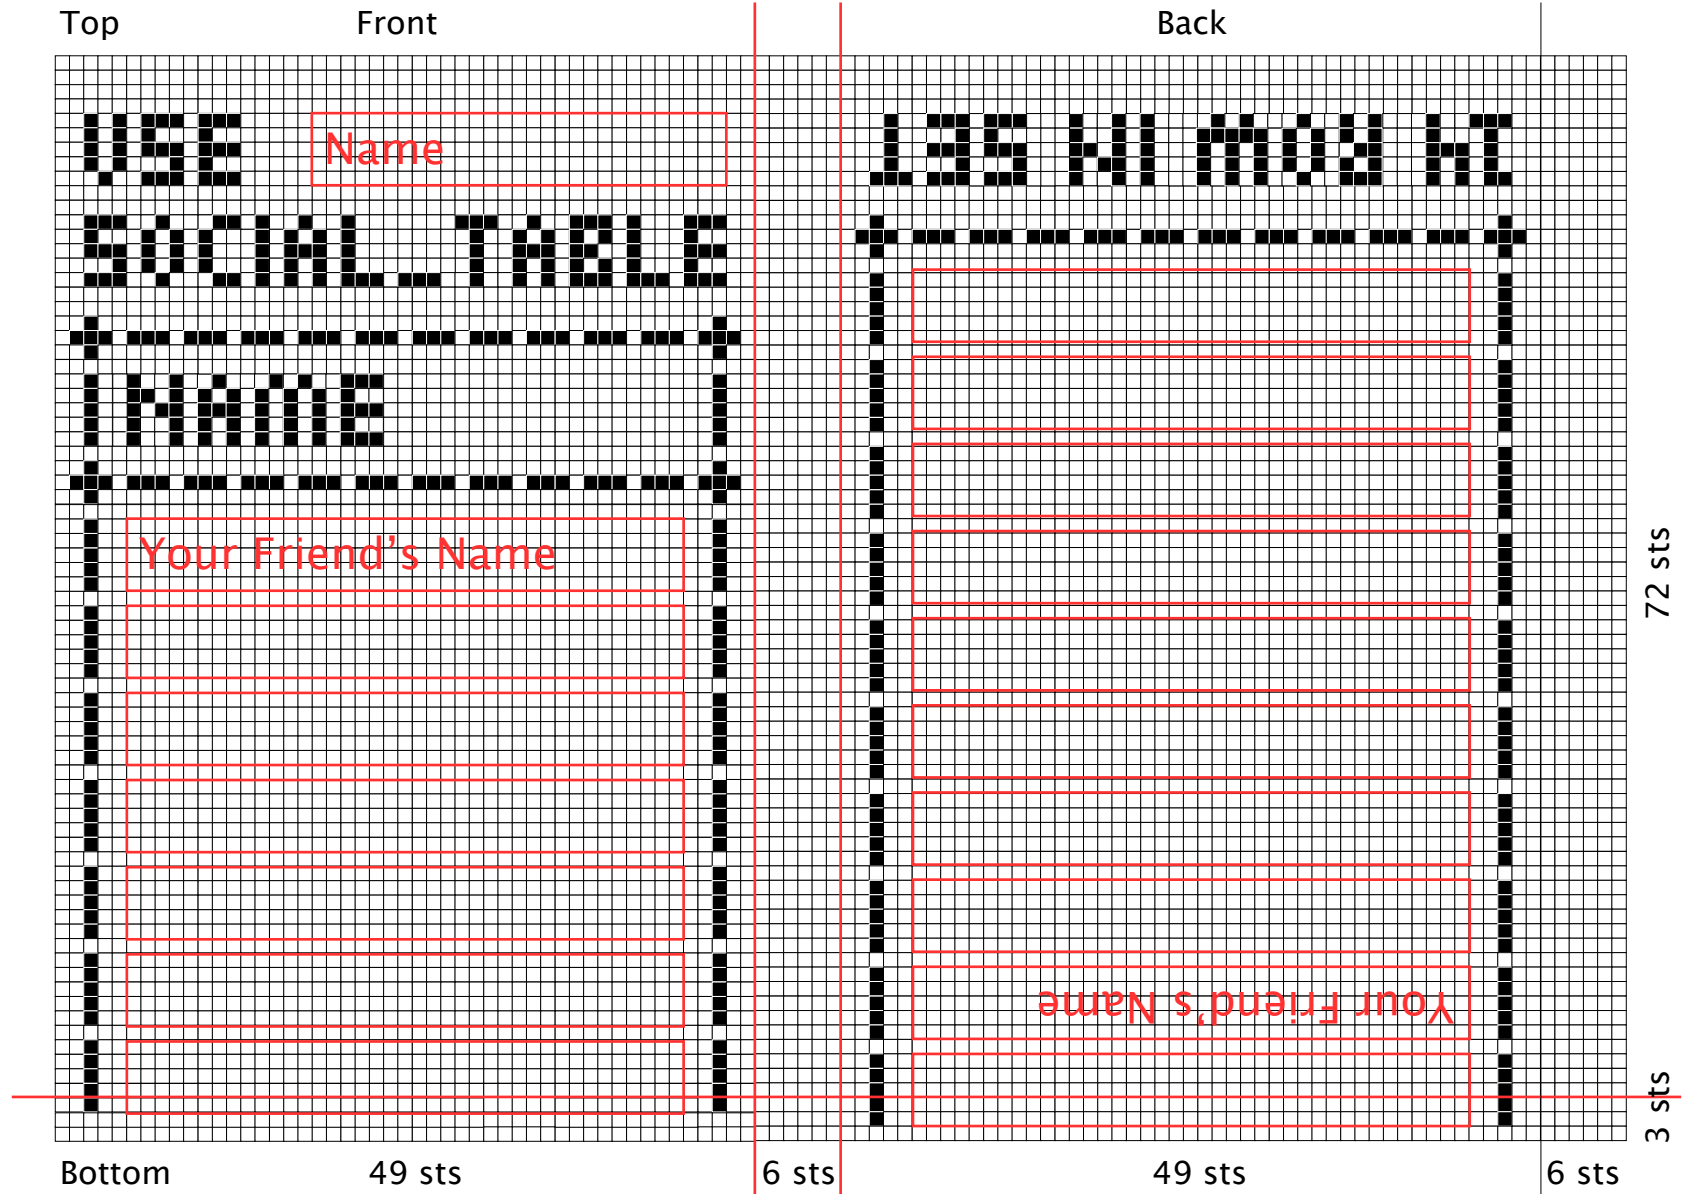 Top
Front
Back
USE
Name
SOCIAL_TABLE
NAME
Your Friend's Name
14 ROW IN SET
Your Friend's Name
72 sts
3 sts
Bottom
49 sts
6 sts
49 sts
6 sts